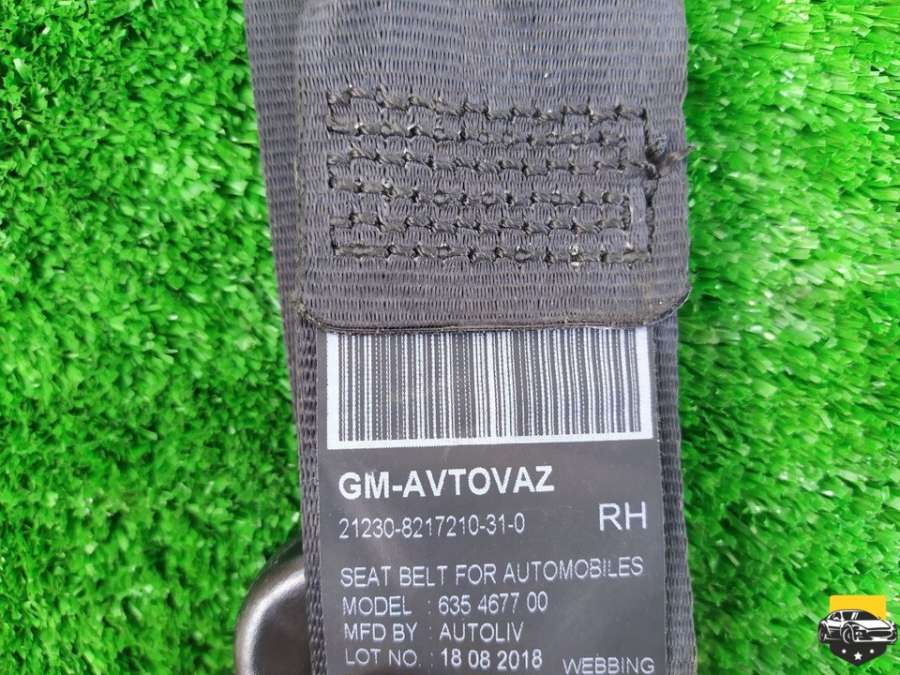 GM-AVTOVAZ
21230-8217210-31-0 RH
SEAT BELT FOR AUTOMOBILES
MODEL : 635 4677 00
MFD BY : AUTOLIV
LOT NO. : 18 08 2018 WEBBING